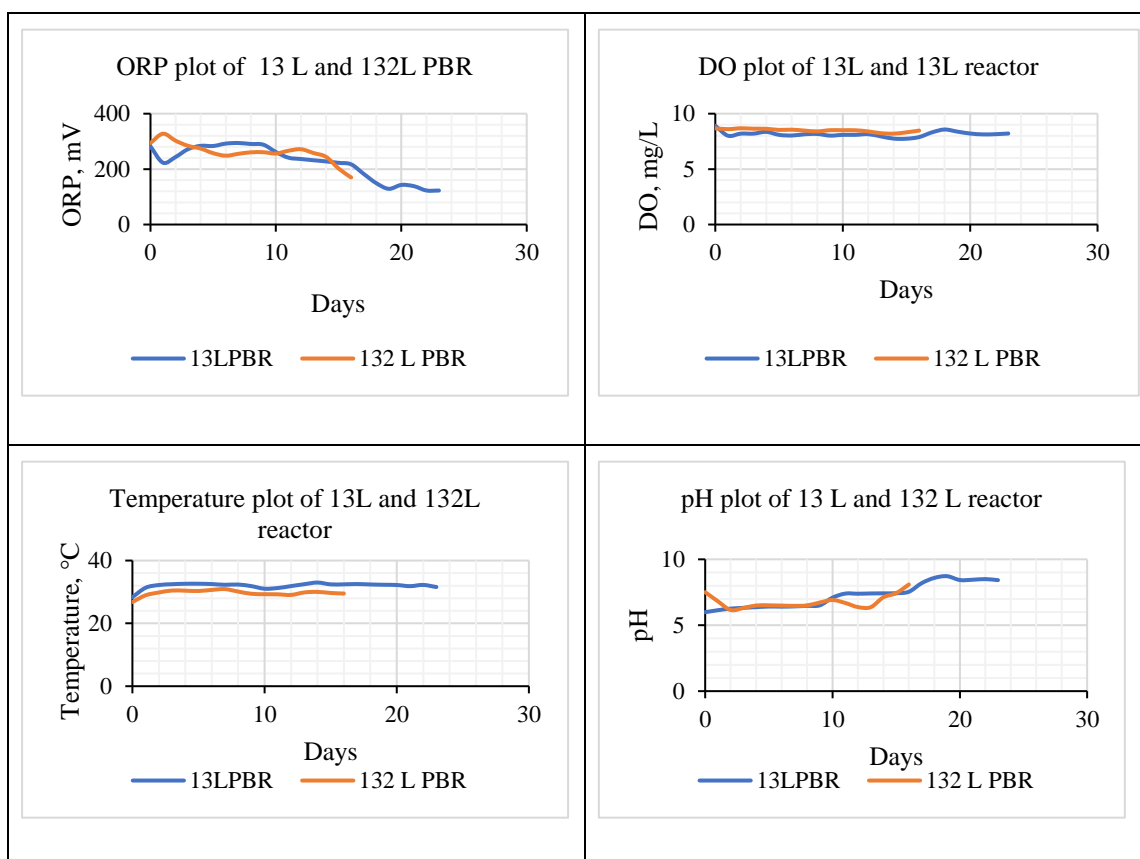 ORP plot of  13 L and 132L PBR
400
200
0
ORP, mV
0 10 20 30
Days
13LPBR 132 L PBR
DO plot of 13L and 13L reactor
10
5
0
DO, mg/L
0 10 20 30
Days
13LPBR 132 L PBR
Temperature plot of 13L and 132L
reactor
40
20
0
Temperature, °C
0 10 20 30
Days
13LPBR 132 L PBR
pH plot of 13 L and 132 L reactor
10
5
0
pH
0 10 20 30
Days
13LPBR 132 L PBR